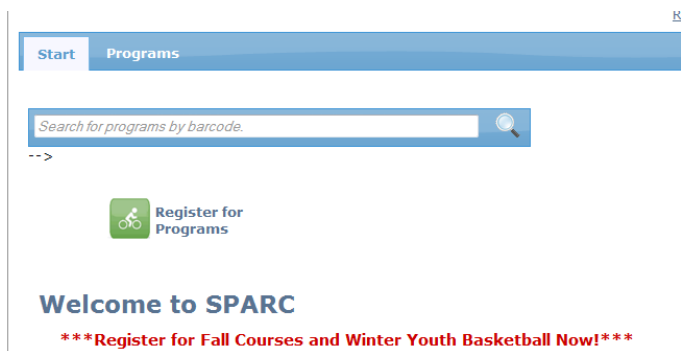 R
Start Programs
Search for programs by barcode.
-->
Register for
Programs
Welcome to SPARC
***Register for Fall Courses and Winter Youth Basketball Now!***